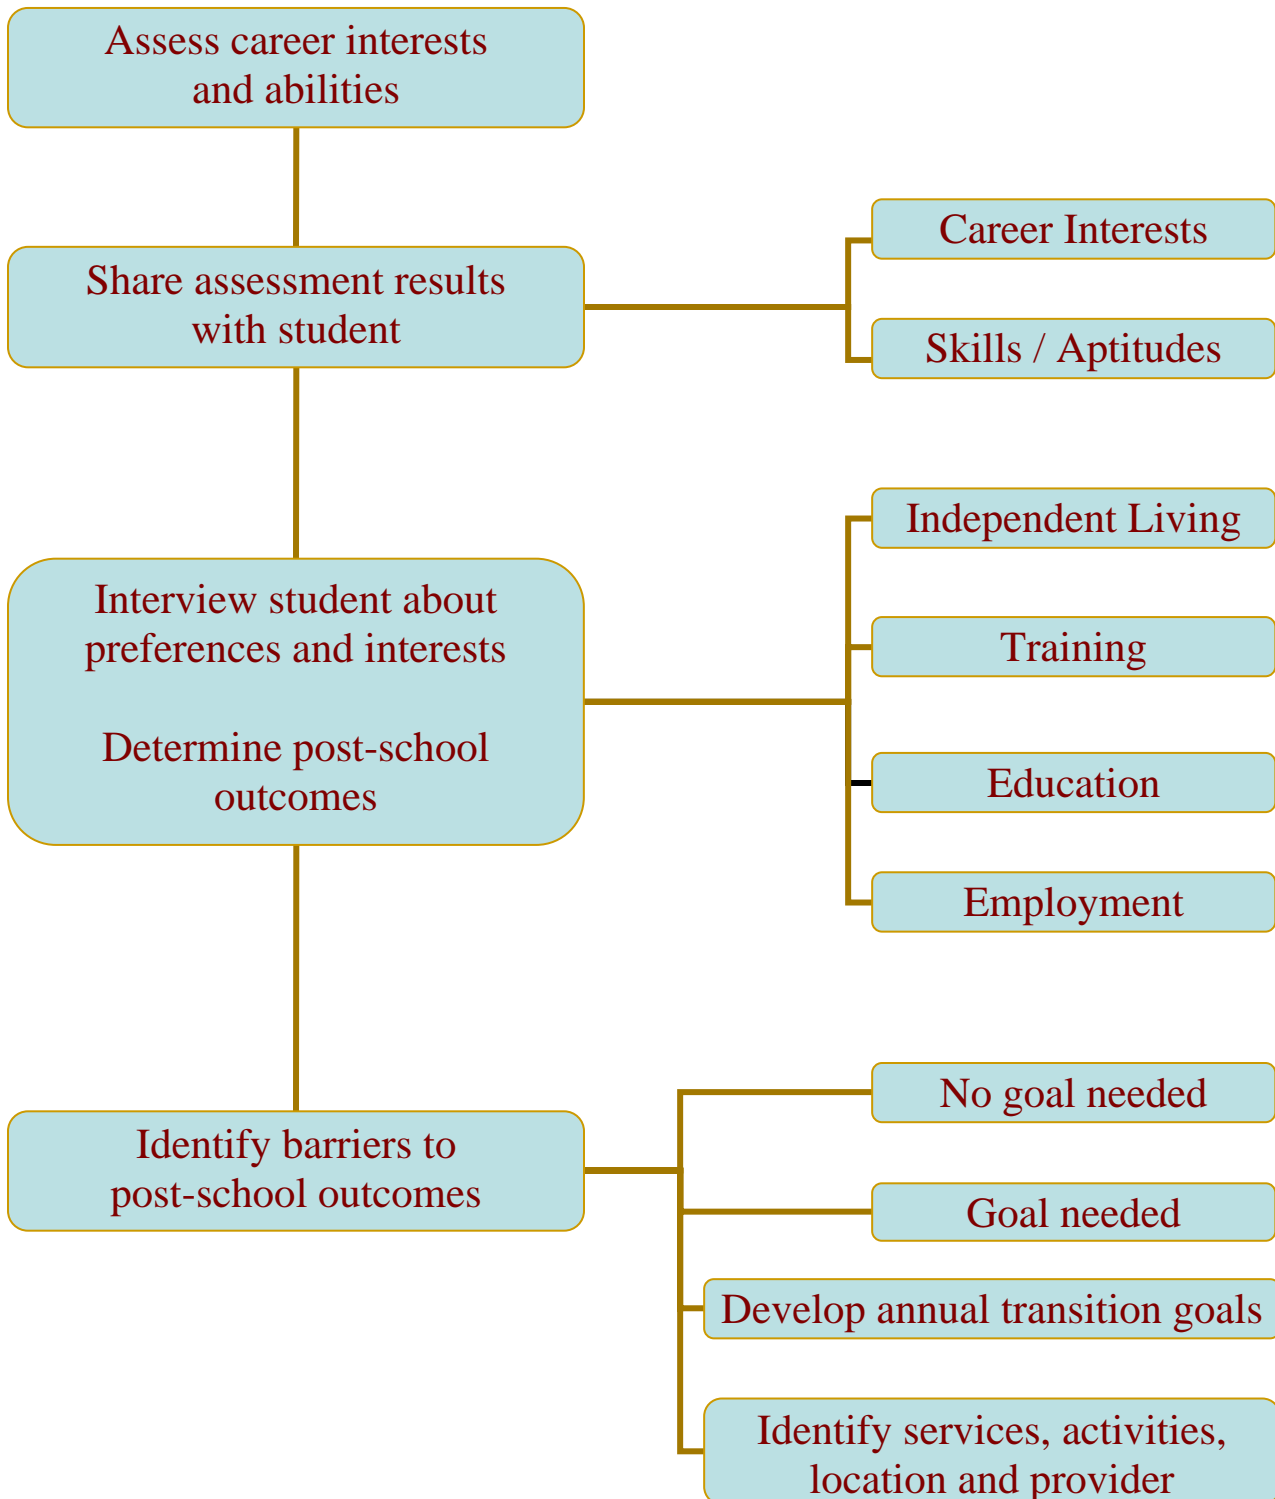 Assess career interests
and abilities
Share assessment results
with student
Career Interests
Skills / Aptitudes
Interview student about
preferences and interests
Determine post-school
outcomes
Independent Living
Training
Education
Employment
Identify barriers to
post-school outcomes
No goal needed
Goal needed
Develop annual transition goals
Identify services, activities,
location and provider